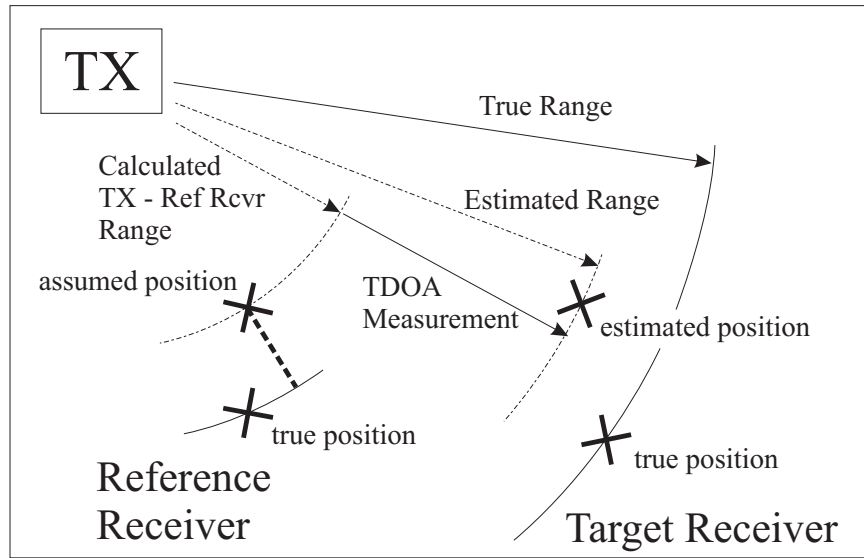 TX
True Range
Calculated
TX - Ref Rcvr
Range
Estimated Range
assumed position
TDOA
Measurement
estimated position
true position
true position
Reference
Receiver
Target Receiver